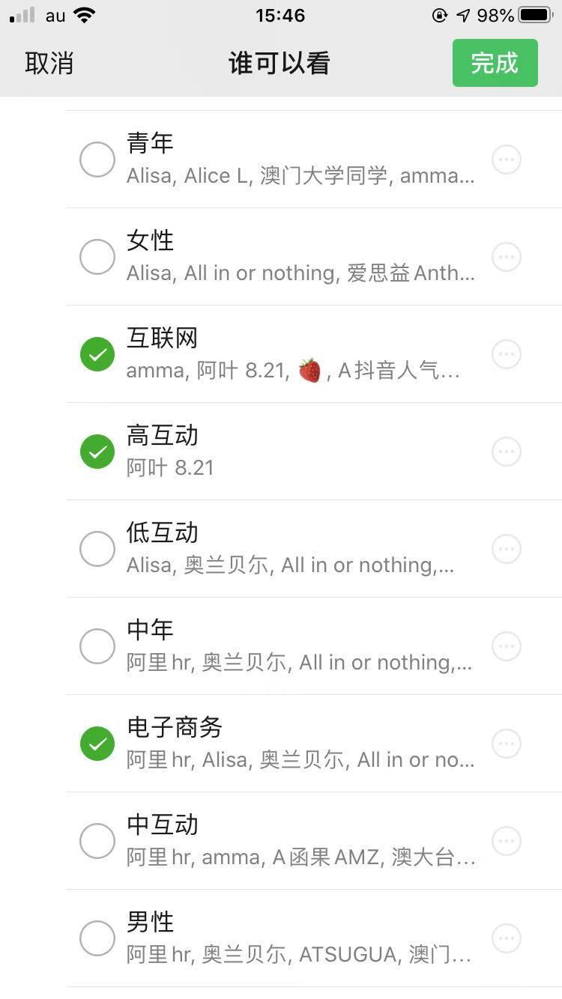 au 15:46 98%
取消 谁可以看 完成
青年
Alisa, Alice L, 澳门大学同学, amma...
女性
Alisa, All in or nothing, 爱思益Anth...
互联网
amma, 阿叶 8.21, 🍓, A抖音人气...
高互动
阿叶 8.21
低互动
Alisa, 奥兰贝尓, All in or nothing,...
中年
阿里hr, 奥兰贝尓, All in or nothing,...
电子商务
阿里hr, Alisa, 奥兰贝尓, All in or no...
中互动
阿里hr, amma, A函果AMZ, 澳大台...
男性
阿里hr, 奥兰贝尓, ATSUGUA, 澳门...